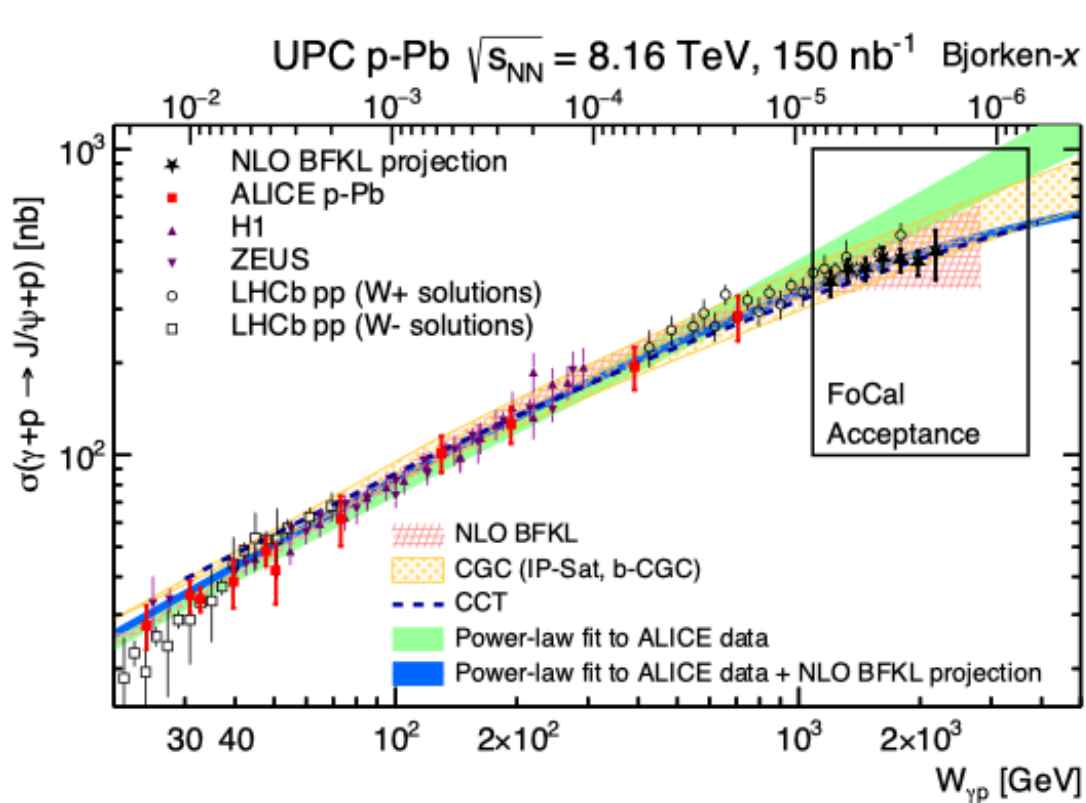 UPC p-Pb √s_NN = 8.16 TeV, 150 nb⁻¹ Bjorken-x
10⁻² 10⁻³ 10⁻⁴ 10⁻⁵ 10⁻⁶
10³
NLO BFKL projection
ALICE p-Pb
H1
ZEUS
LHCb pp (W+ solutions)
LHCb pp (W- solutions)
σ(γ+p → J/ψ+p) [nb]
FoCal
Acceptance
10²
NLO BFKL
CGC (IP-Sat, b-CGC)
CCT
Power-law fit to ALICE data
Power-law fit to ALICE data + NLO BFKL projection
30 40 10² 2×10² 10³ 2×10³
W_γp [GeV]